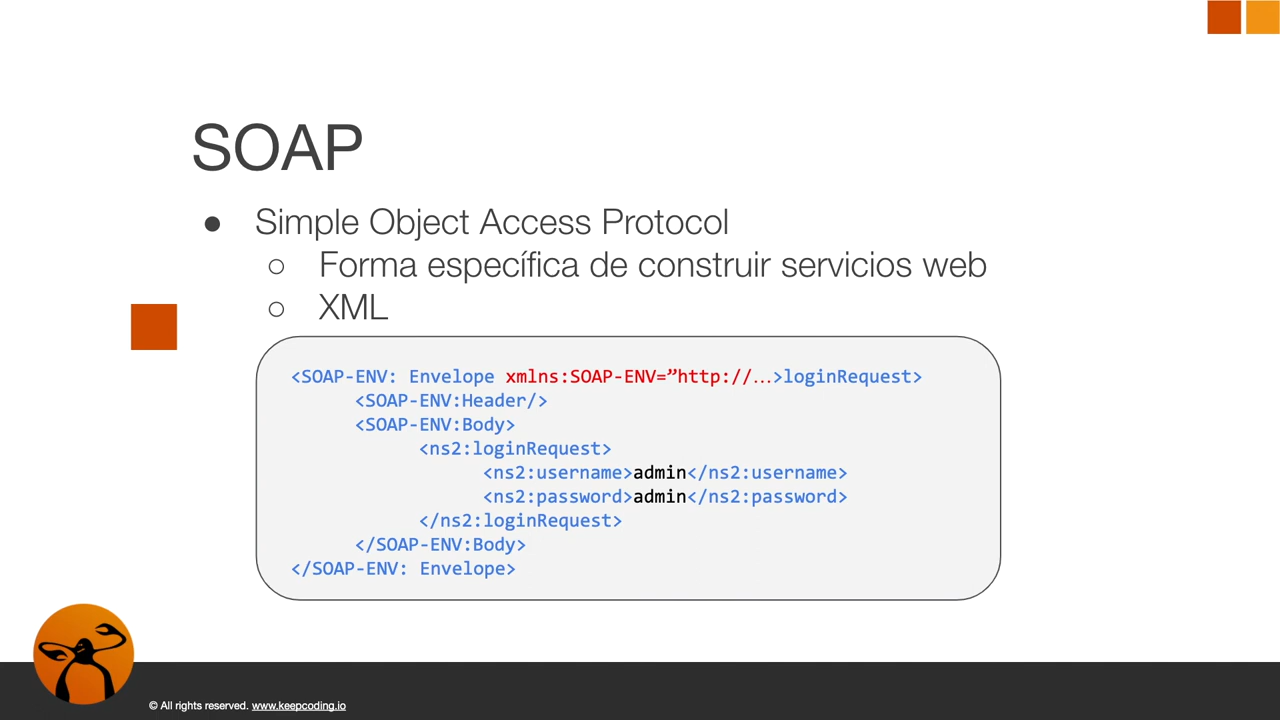 SOAP
● Simple Object Access Protocol
○ Forma específica de construir servicios web
○ XML
<SOAP-ENV: Envelope xmlns:SOAP-ENV=”http://…>loginRequest>
<SOAP-ENV:Header/>
<SOAP-ENV:Body>
<ns2:loginRequest>
<ns2:username>admin</ns2:username>
<ns2:password>admin</ns2:password>
</ns2:loginRequest>
</SOAP-ENV:Body>
</SOAP-ENV: Envelope>
© All rights reserved. www.keepcoding.io